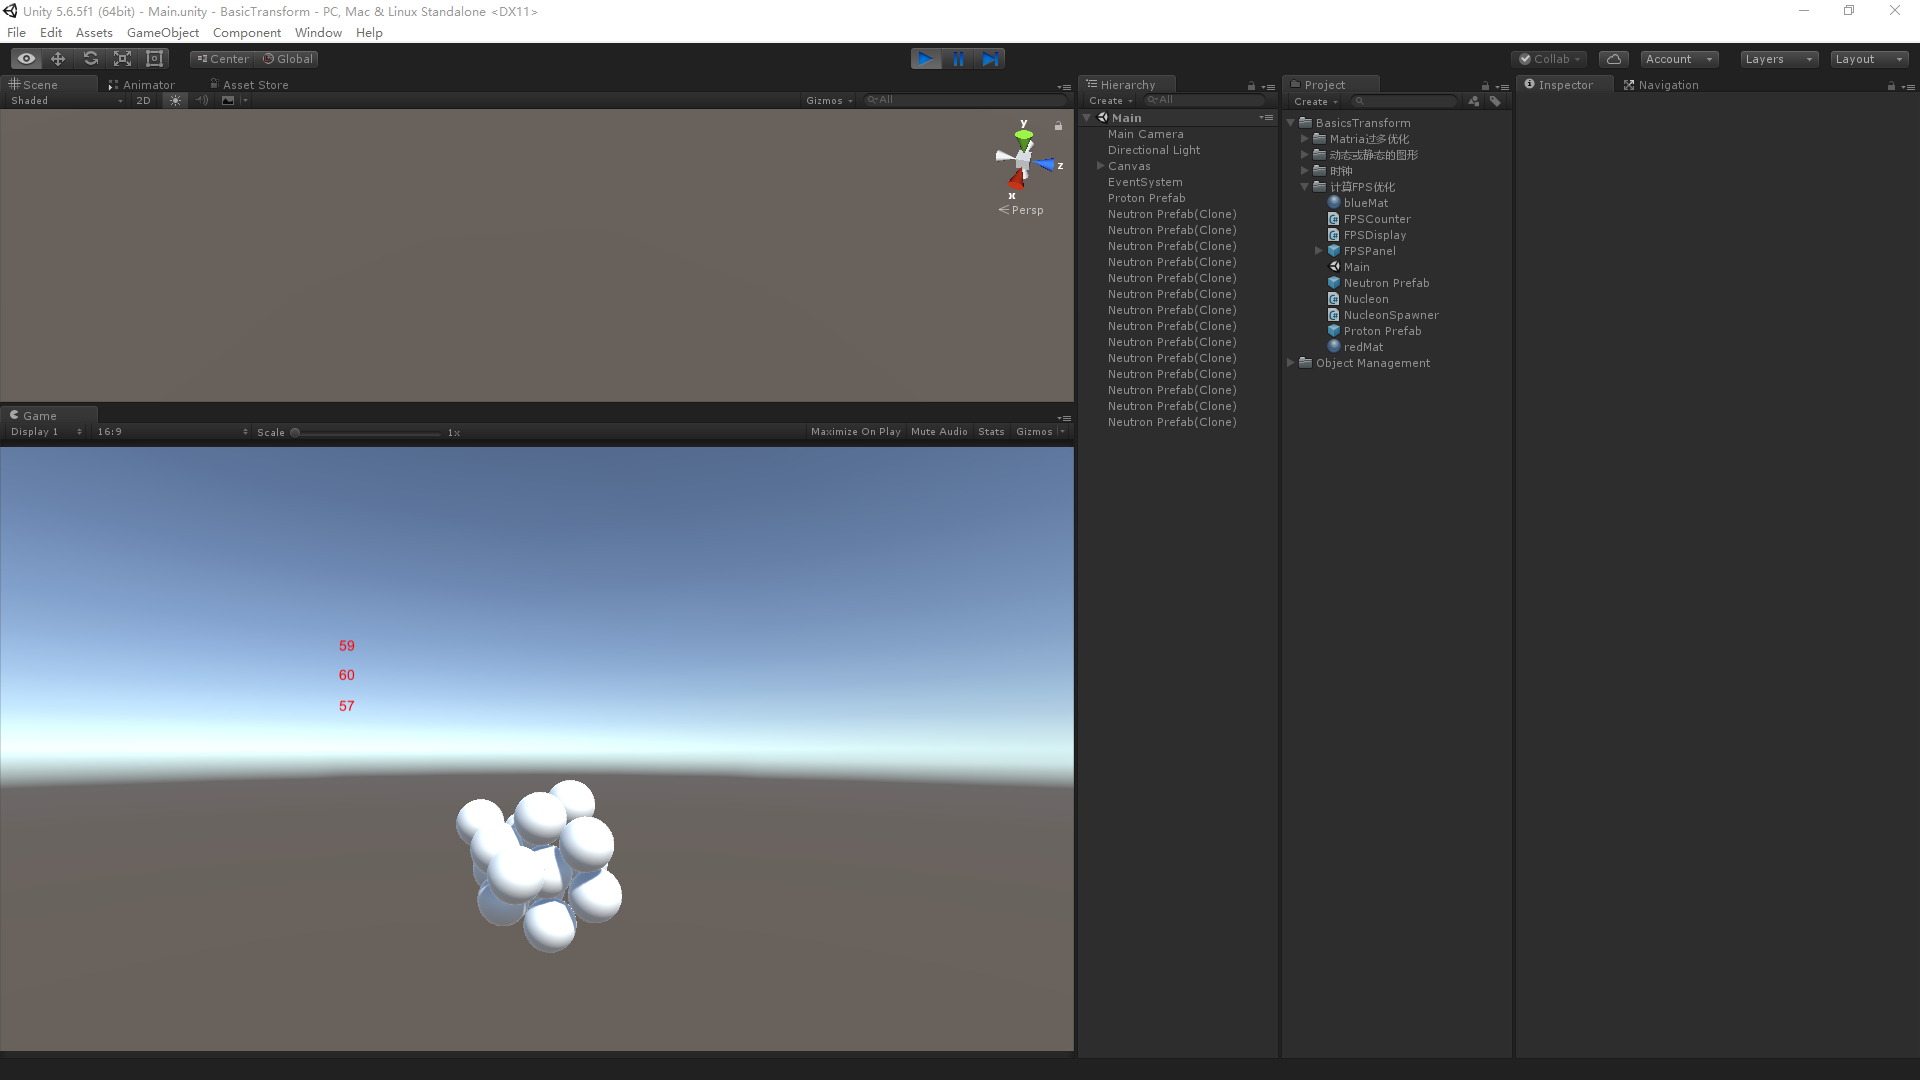 Unity 5.6.5f1 (64bit) - Main.unity - BasicTransform - PC, Mac & Linux Standalone <DX11>
File Edit Assets GameObject Component Window Help
Center Global
Collab Account Layers Layout
Scene Animator Asset Store
Shaded 2D Gizmos All
y
z
x
Persp
Game
Display 1 16:9 Scale 1x Maximize On Play Mute Audio Stats Gizmos
59
60
57
Hierarchy
Create All
Main
Main Camera
Directional Light
Canvas
EventSystem
Proton Prefab
Neutron Prefab(Clone)
Neutron Prefab(Clone)
Neutron Prefab(Clone)
Neutron Prefab(Clone)
Neutron Prefab(Clone)
Neutron Prefab(Clone)
Neutron Prefab(Clone)
Neutron Prefab(Clone)
Neutron Prefab(Clone)
Neutron Prefab(Clone)
Neutron Prefab(Clone)
Neutron Prefab(Clone)
Neutron Prefab(Clone)
Neutron Prefab(Clone)
Project
Create
BasicsTransform
Matria过多优化
动态或静态的图形
时钟
计算FPS优化
blueMat
FPSCounter
FPSDisplay
FPSPanel
Main
Neutron Prefab
Nucleon
NucleonSpawner
Proton Prefab
redMat
Object Management
Inspector Navigation